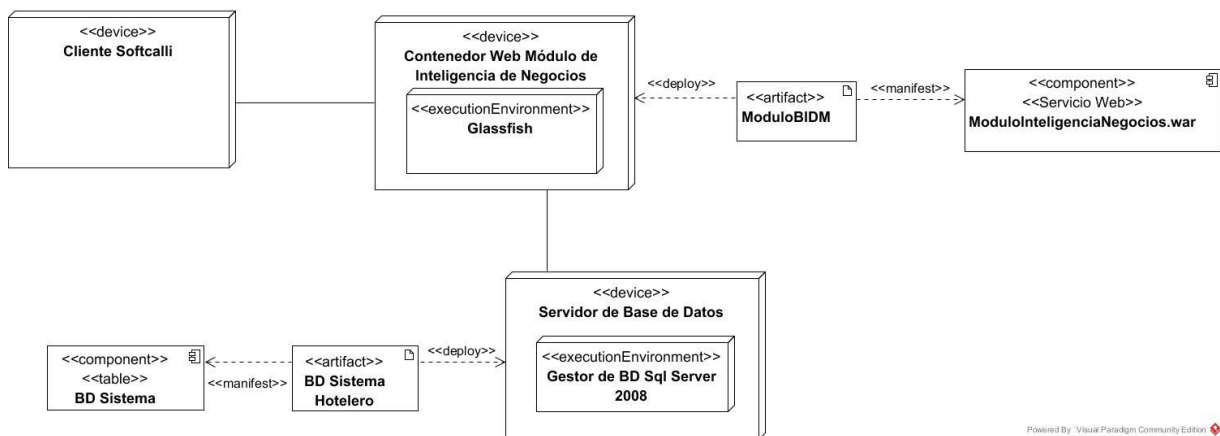 <<device>>
Cliente Softcalli
<<device>>
Contenedor Web Módulo de
Inteligencia de Negocios
<<executionEnvironment>>
Glassfish
<<deploy>>
<<artifact>>
ModuloBIDM
<<manifest>>
<<component>>
<<Servicio Web>>
ModuloInteligenciaNegocios.war
<<device>>
Servidor de Base de Datos
<<executionEnvironment>>
Gestor de BD Sql Server
2008
<<component>>
<<table>>
BD Sistema
<<manifest>>
<<artifact>>
BD Sistema
Hotelero
<<deploy>>
Powered By Visual Paradigm Community Edition